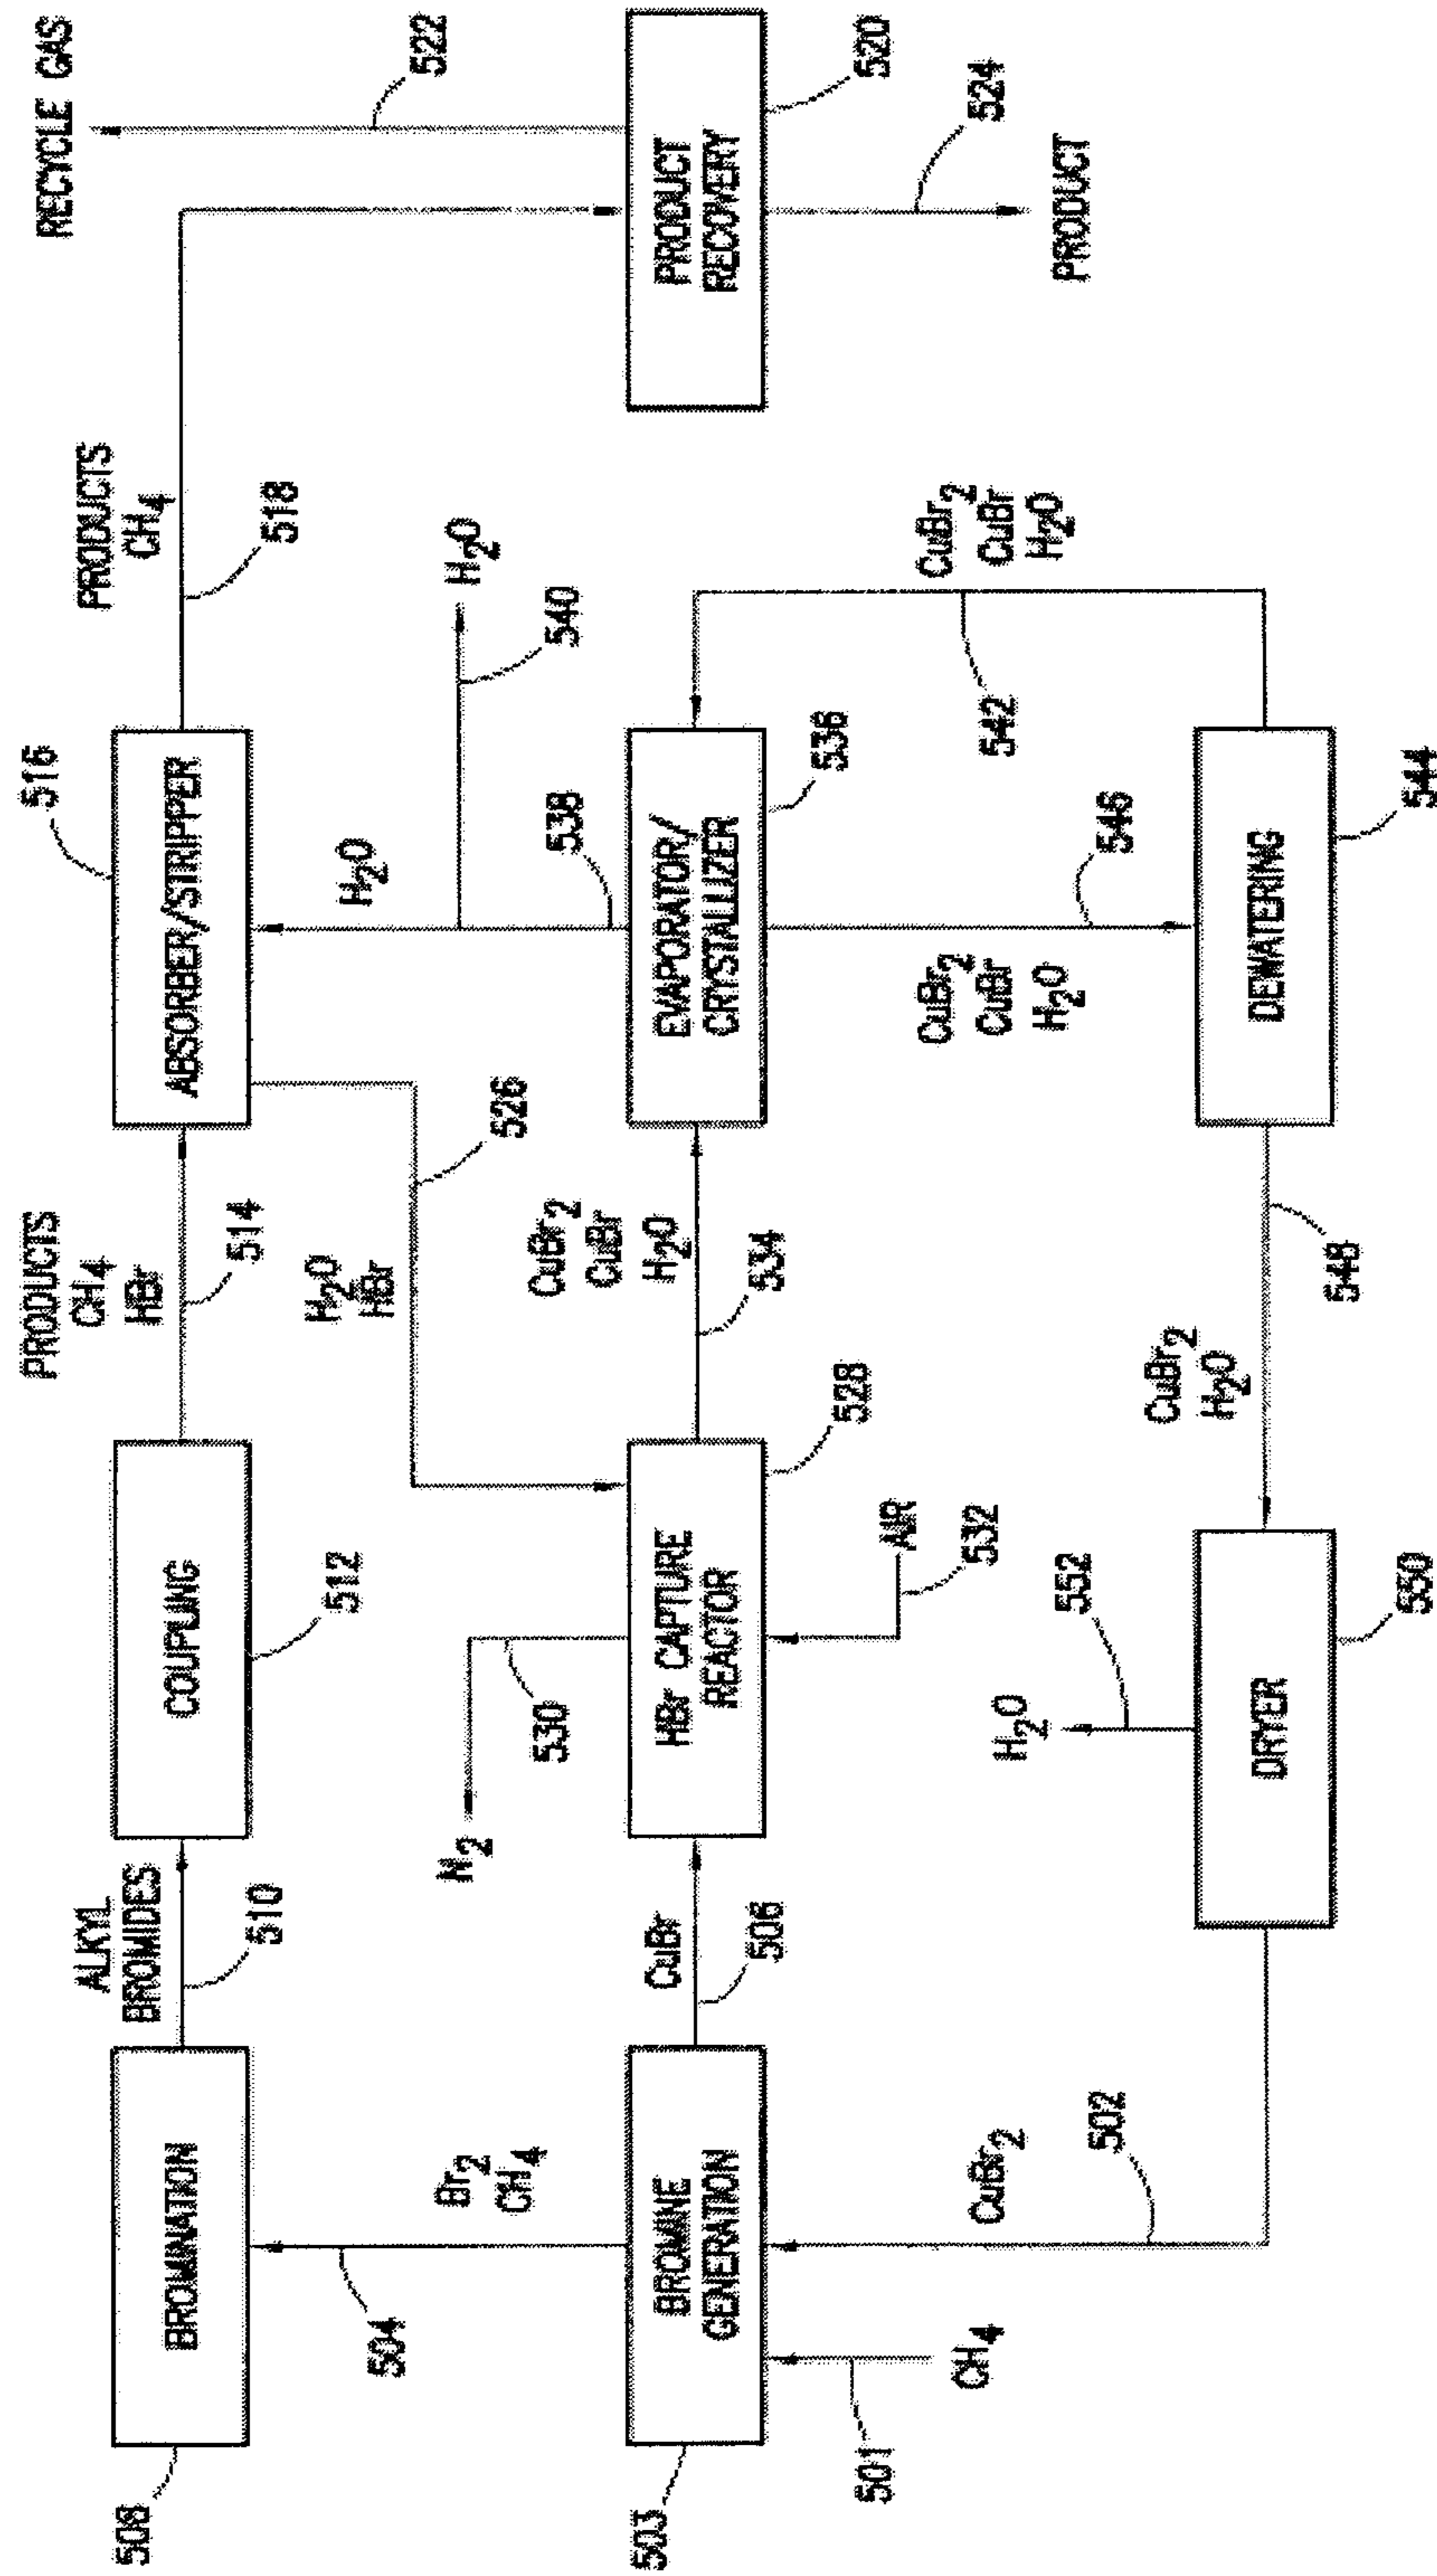 508
BROMINATION
ALKYL
BROMIDES
510
COUPLING
512
PRODUCTS
CH4
HBr
514
516
ABSORBER/STRIPPER
PRODUCTS
CH4
518
RECYCLE GAS
522
504
Br2
CH4
N2
530
H2O
HBr
526
H2O
538
540
H2O
503
BROMINE
GENERATION
CuBr
506
HBr CAPTURE
REACTOR
528
CuBr2
CuBr
H2O
534
EVAPORATOR/
CRYSTALLIZER
536
PRODUCT
RECOVERY
520
501
CH4
CuBr2
502
AIR
532
CuBr2
CuBr
H2O
546
CuBr2
CuBr
H2O
542
524
PRODUCT
H2O
552
DRYER
550
CuBr2
H2O
548
DEWATERING
544